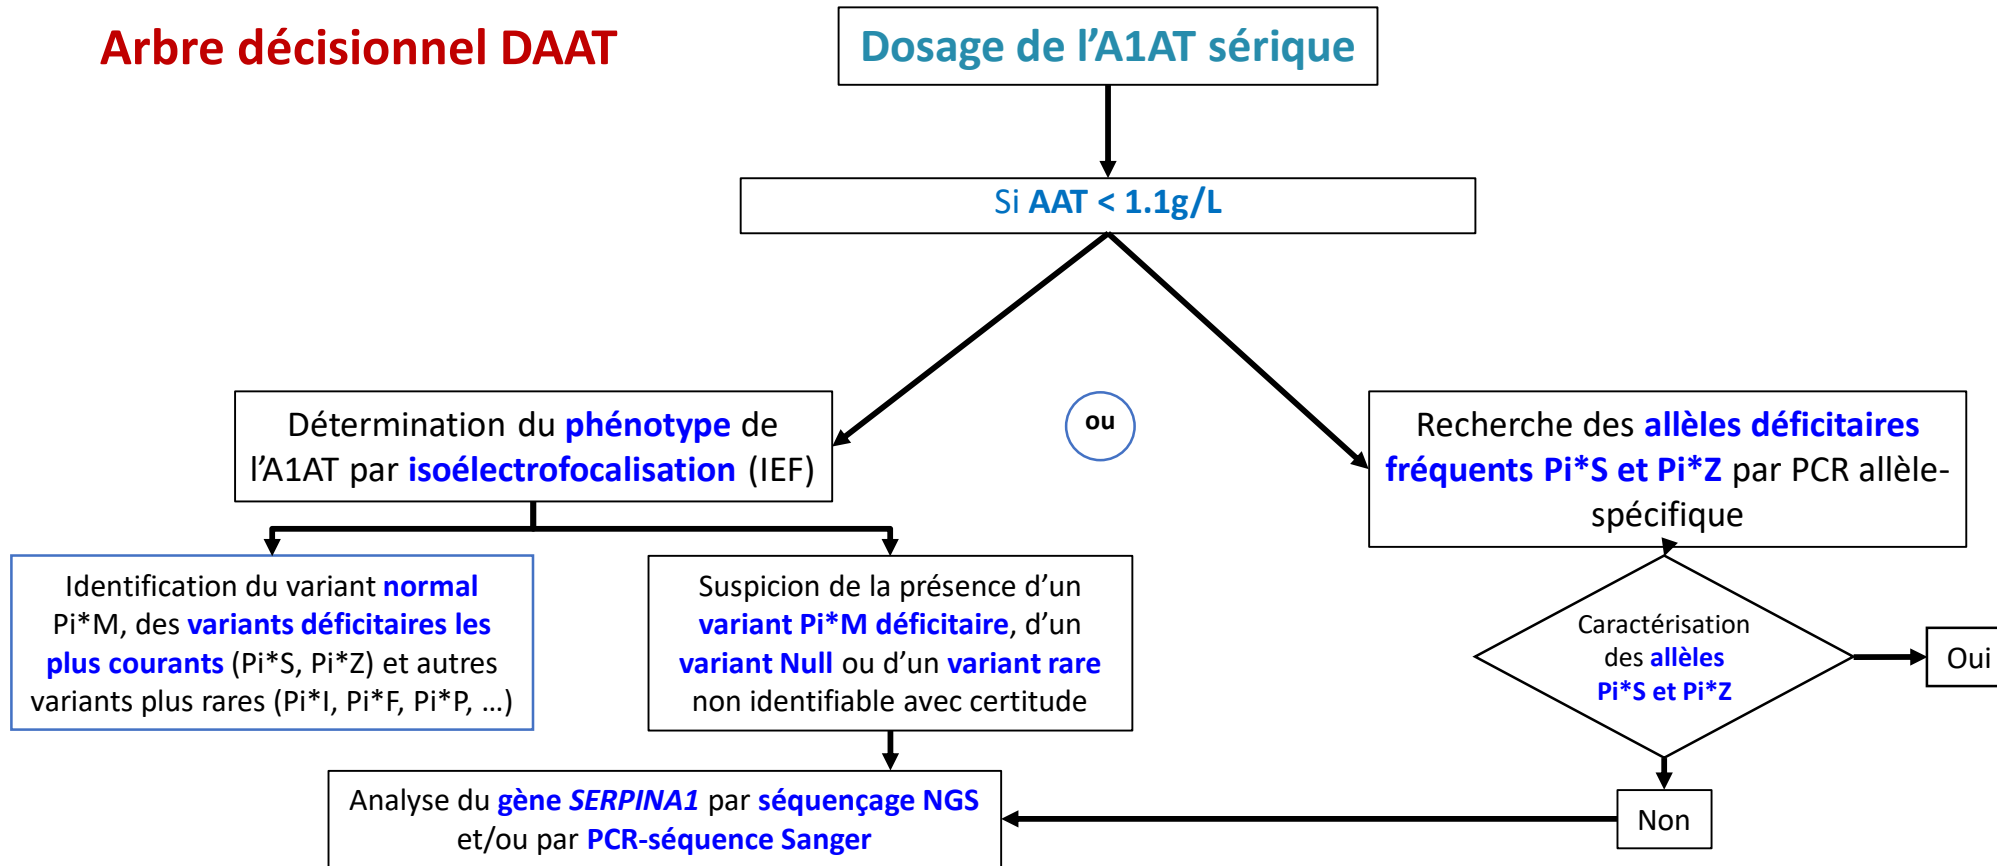 Arbre décisionnel DAAT
Dosage de l’A1AT sérique
Si AAT < 1.1g/L
Détermination du phénotype de
l’A1AT par isoélectrofocalisation (IEF)
ou
Recherche des allèles déficitaires
fréquents Pi*S et Pi*Z par PCR allèle-
spécifique
Identification du variant normal
Pi*M, des variants déficitaires les
plus courants (Pi*S, Pi*Z) et autres
variants plus rares (Pi*I, Pi*F, Pi*P, …)
Suspicion de la présence d’un
variant Pi*M déficitaire, d’un
variant Null ou d’un variant rare
non identifiable avec certitude
Caractérisation
des allèles
Pi*S et Pi*Z
Oui
Analyse du gène SERPINA1 par séquençage NGS
et/ou par PCR-séquence Sanger
Non